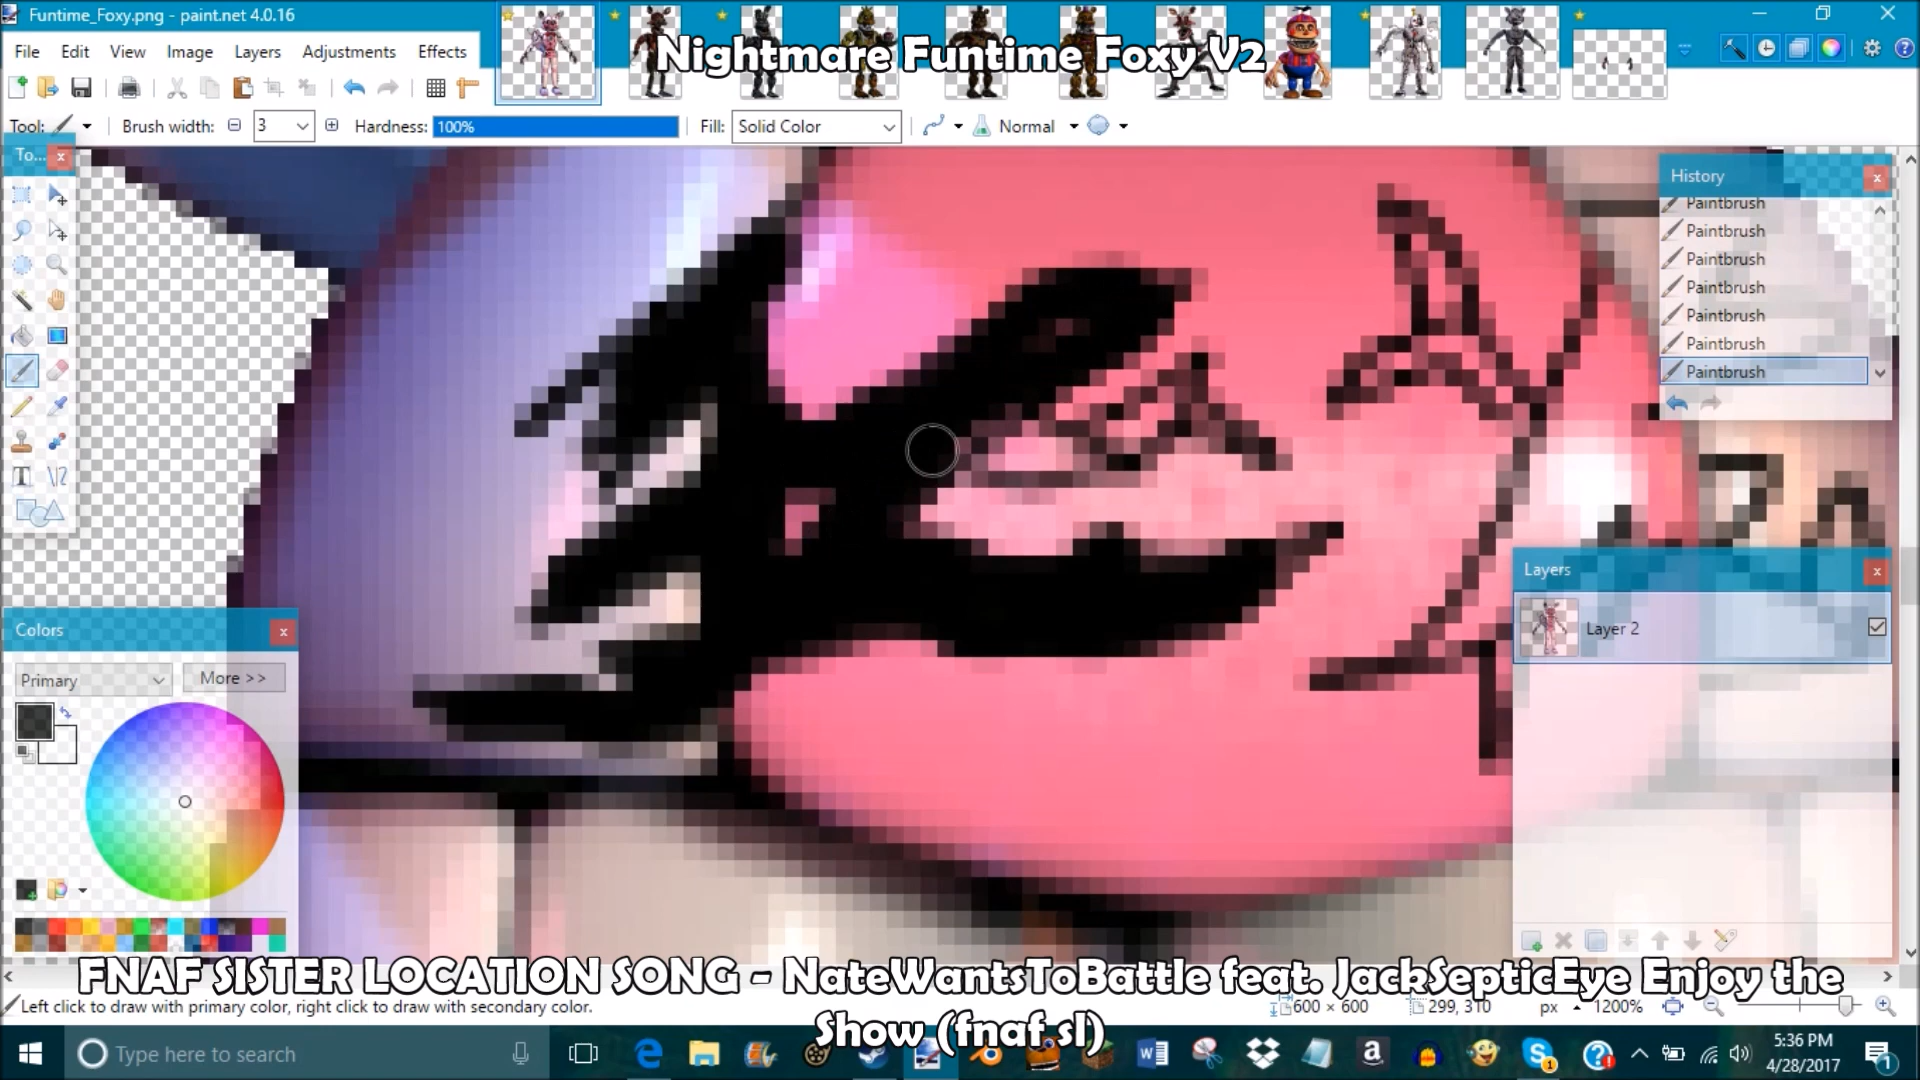 Funtime_Foxy.png - paint.net 4.0.16
File Edit View Image Layers Adjustments Effects
Nightmare Funtime Foxy V2
Tool: Brush width: 3 Hardness: 100% Fill: Solid Color Normal
To...
History
Paintbrush
Paintbrush
Paintbrush
Paintbrush
Paintbrush
Paintbrush
Paintbrush
Layers
Layer 2
Colors
Primary More >>
FNAF SISTER LOCATION SONG - NateWantsToBattle feat. JackSepticEye Enjoy the
Show (fnaf sl)
Left click to draw with primary color, right click to draw with secondary color. 600 × 600 299, 310 px 1200%
Type here to search
5:36 PM
4/28/2017